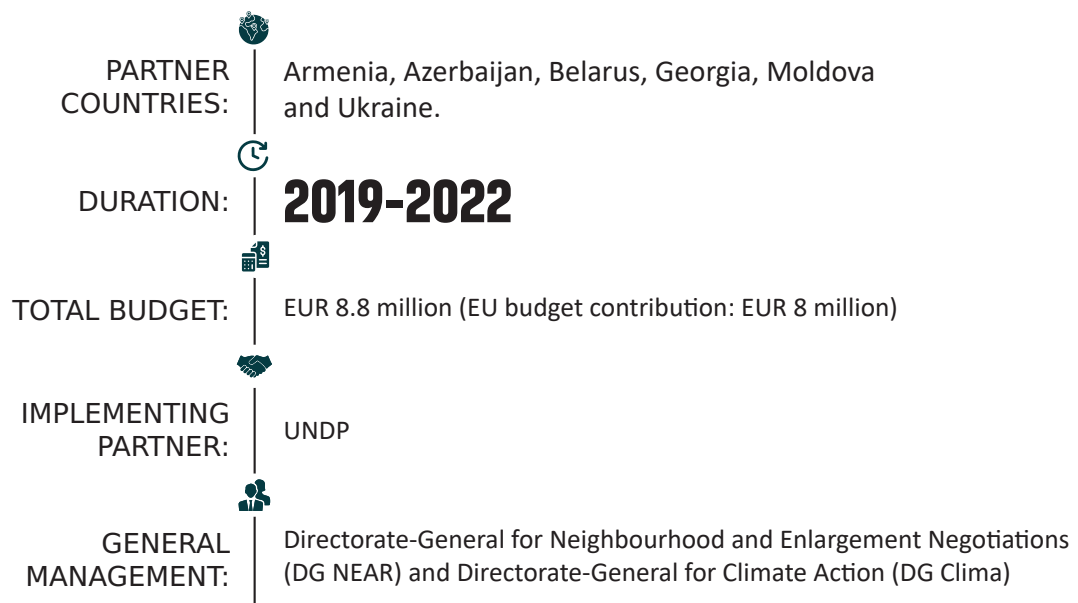 PARTNER
COUNTRIES:
Armenia, Azerbaijan, Belarus, Georgia, Moldova
and Ukraine.
DURATION:
2019-2022
TOTAL BUDGET:
EUR 8.8 million (EU budget contribution: EUR 8 million)
IMPLEMENTING
PARTNER:
UNDP
GENERAL
MANAGEMENT:
Directorate-General for Neighbourhood and Enlargement Negotiations
(DG NEAR) and Directorate-General for Climate Action (DG Clima)